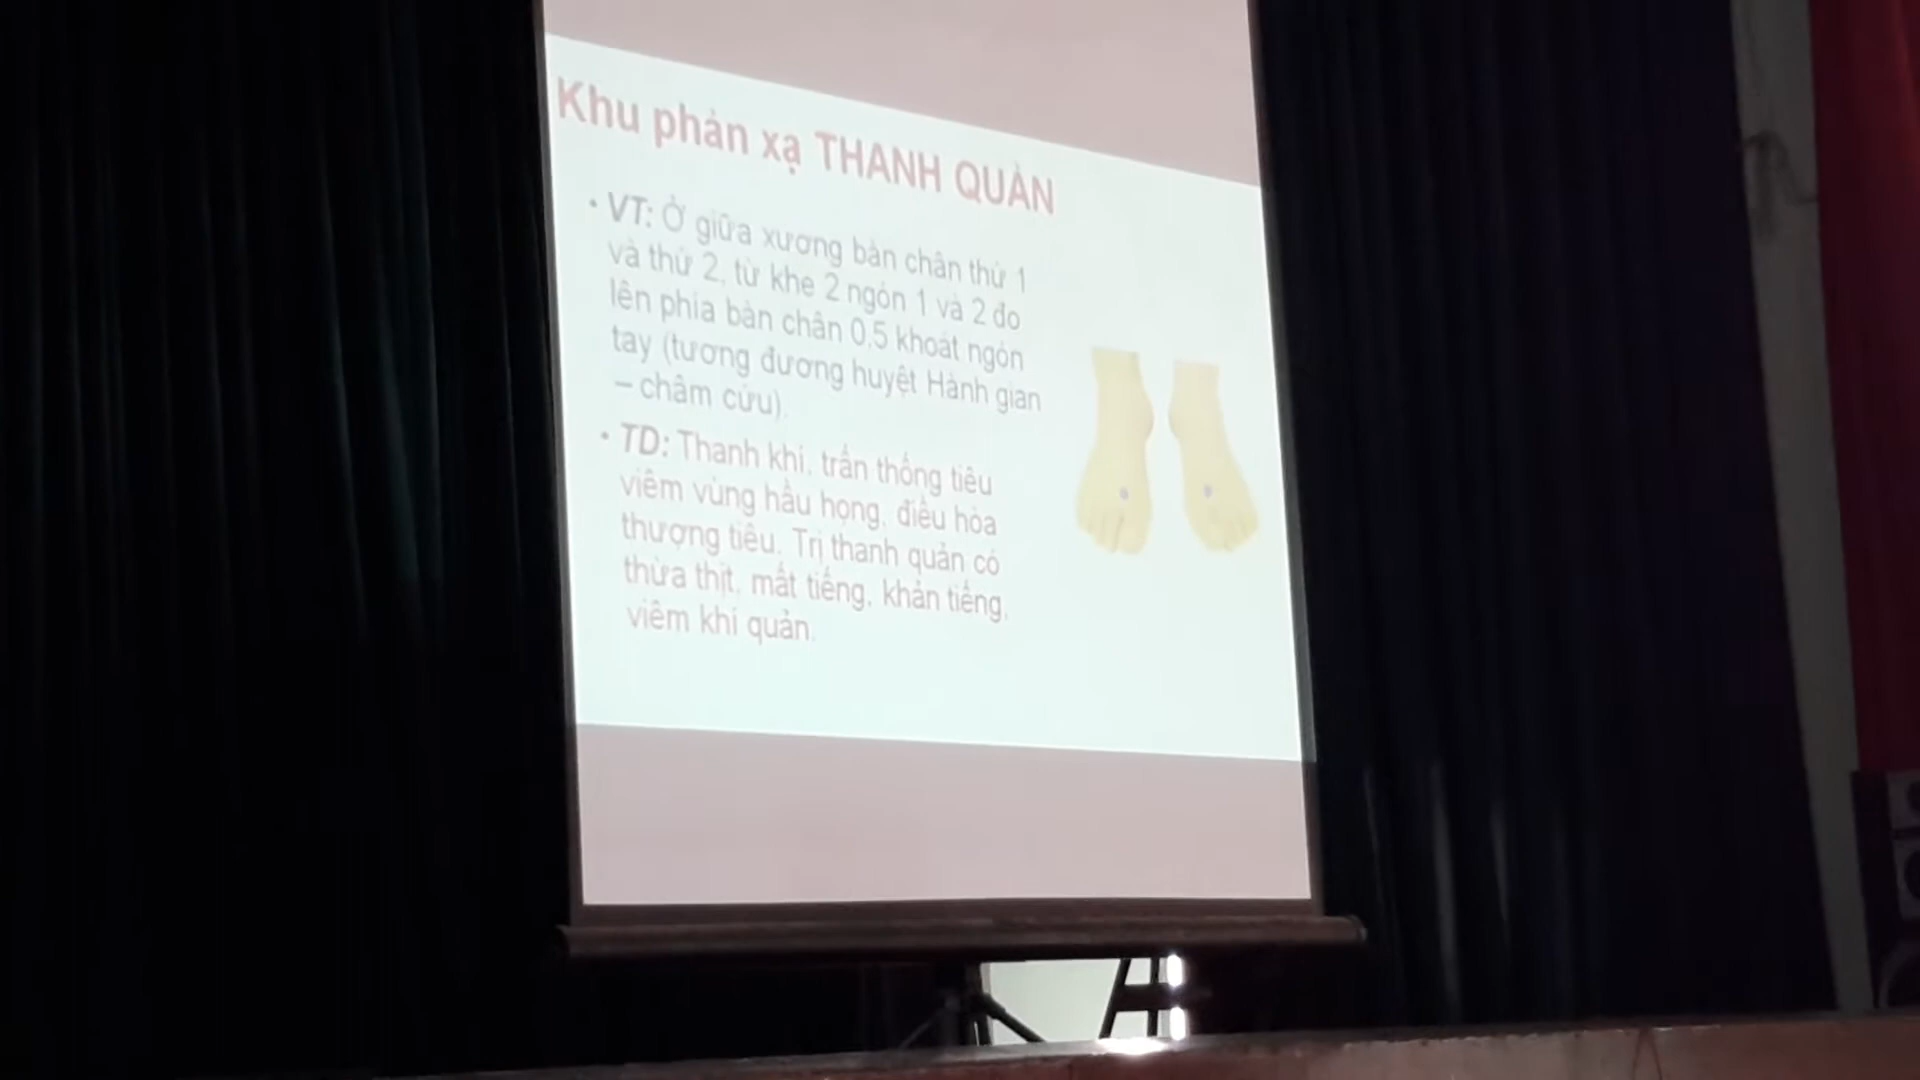 Khu phản xạ THANH QUẢN
• VT: Ở giữa xương bàn chân thứ 1
và thứ 2, từ khe 2 ngón 1 và 2 đo
lên phía bàn chân 0,5 khoát ngón
tay (tương đương huyệt Hành gian
– châm cứu).
• TD: Thanh khí, trấn thống tiêu
viêm vùng hầu họng, điều hòa
thượng tiêu. Trị thanh quản có
thừa thịt, mất tiếng, khản tiếng,
viêm khí quản.